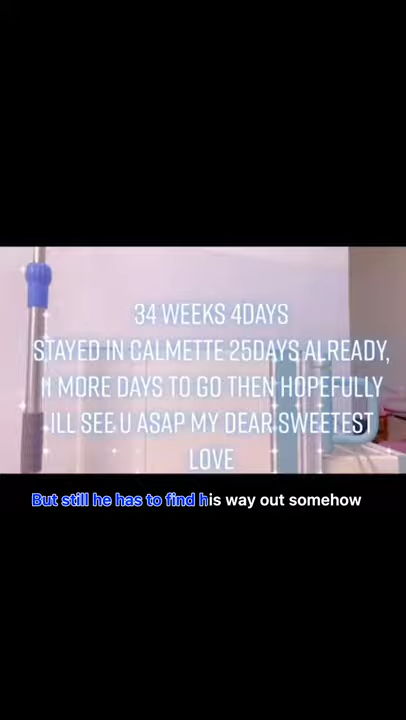 34 WEEKS 4DAYS
STAYED IN CALMETTE 25DAYS ALREADY,
11 MORE DAYS TO GO THEN HOPEFULLY
ILL SEE U ASAP MY DEAR SWEETEST
LOVE
But still he has to find his way out somehow